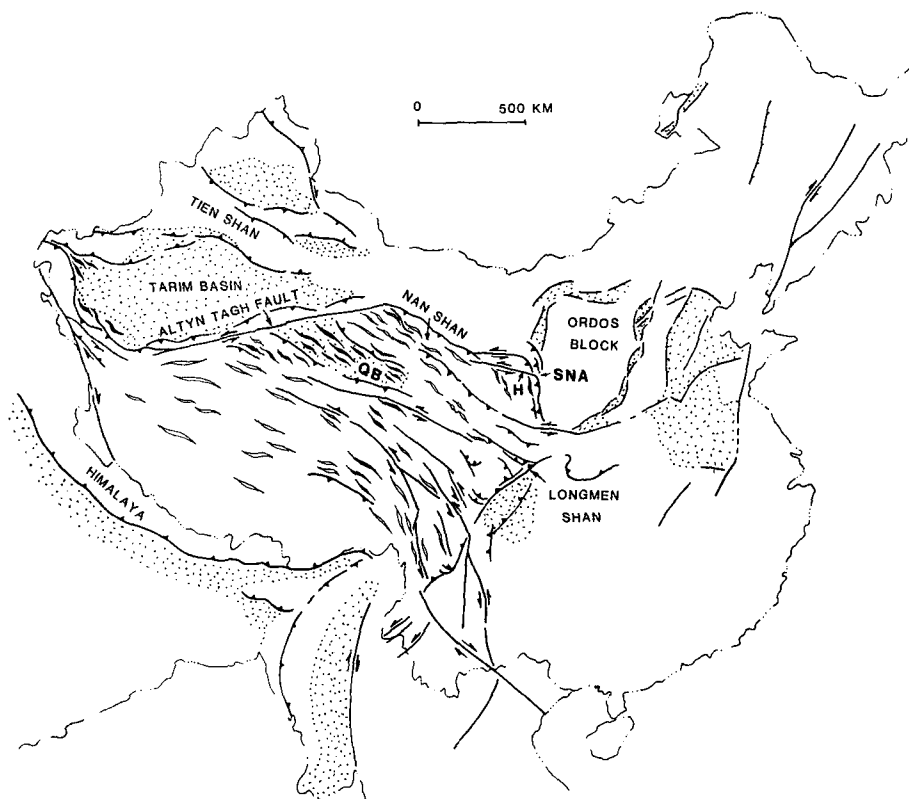 0 500 KM
TIEN SHAN
TARIM BASIN
ALTYN TAGH FAULT
NAN SHAN
ORDOS
BLOCK
QB
SNA
H
HIMALAYA
LONGMEN
SHAN